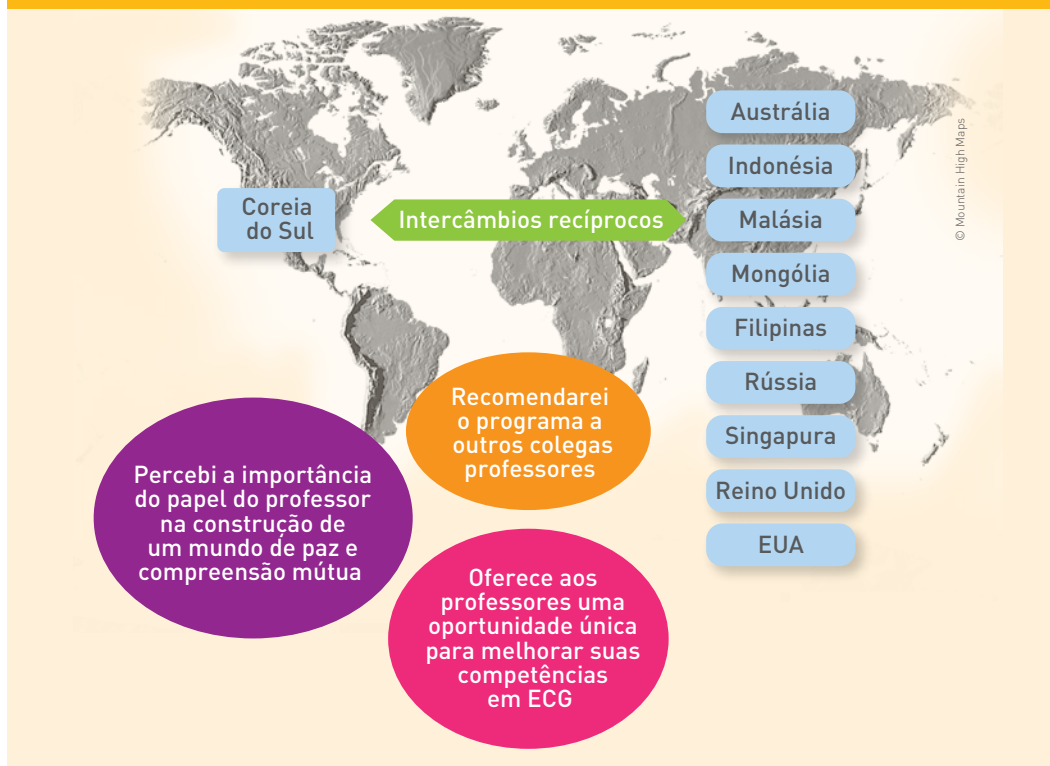 Coreia
do Sul
Intercâmbios recíprocos
Austrália
Indonésia
Malásia
Mongólia
Filipinas
Rússia
Singapura
Reino Unido
EUA
© Mountain High Maps
Recomendarei
o programa a
outros colegas
professores
Percebi a importância
do papel do professor
na construção de
um mundo de paz e
compreensão mútua
Oferece aos
professores uma
oportunidade única
para melhorar suas
competências
em ECG